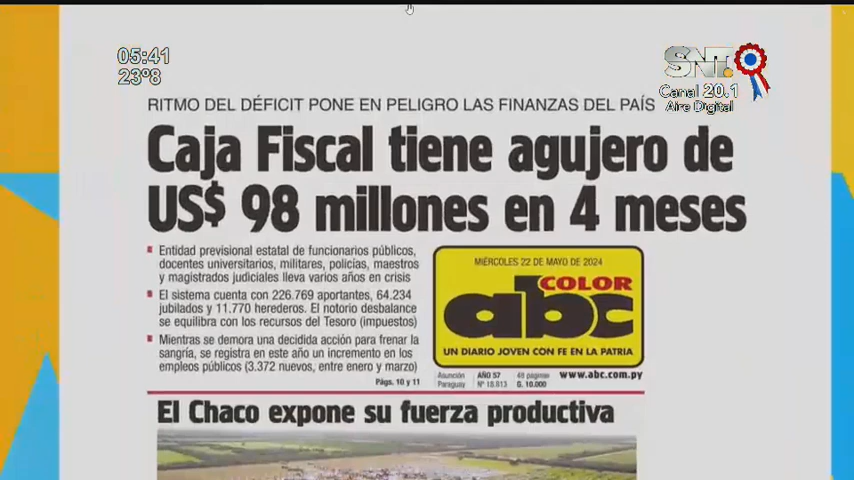 05:41
23º8
SNT.
Canal 20.1
Aire Digital
RITMO DEL DÉFICIT PONE EN PELIGRO LAS FINANZAS DEL PAÍS
Caja Fiscal tiene agujero de
US$ 98 millones en 4 meses
Entidad previsional estatal de funcionarios públicos,
docentes universitarios, militares, policías, maestros
y magistrados judiciales lleva varios años en crisis
El sistema cuenta con 226.769 aportantes, 64.234
jubilados y 11.770 herederos. El notorio desbalance
se equilibra con los recursos del Tesoro (impuestos)
Mientras se demora una decidida acción para frenar la
sangría, se registra en este año un incremento en los
empleos públicos (3.372 nuevos, entre enero y marzo)
Págs. 10 y 11
MIÉRCOLES 22 DE MAYO DE 2024
COLOR
abc
UN DIARIO JOVEN CON FE EN LA PATRIA
Asunción
Paraguay
AÑO 57
Nº 18.813
48 páginas
G. 10.000
www.abc.com.py
El Chaco expone su fuerza productiva